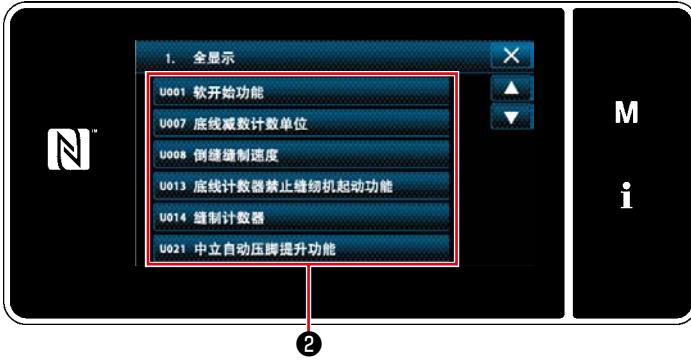 1. 全显示
U001 软开始功能
U007 底线减数计数单位
U008 倒缝缝制速度
U013 底线计数器禁止缝纫机起动功能
U014 缝制计数器
U021 中立自动压脚提升功能
N
M
i
❷